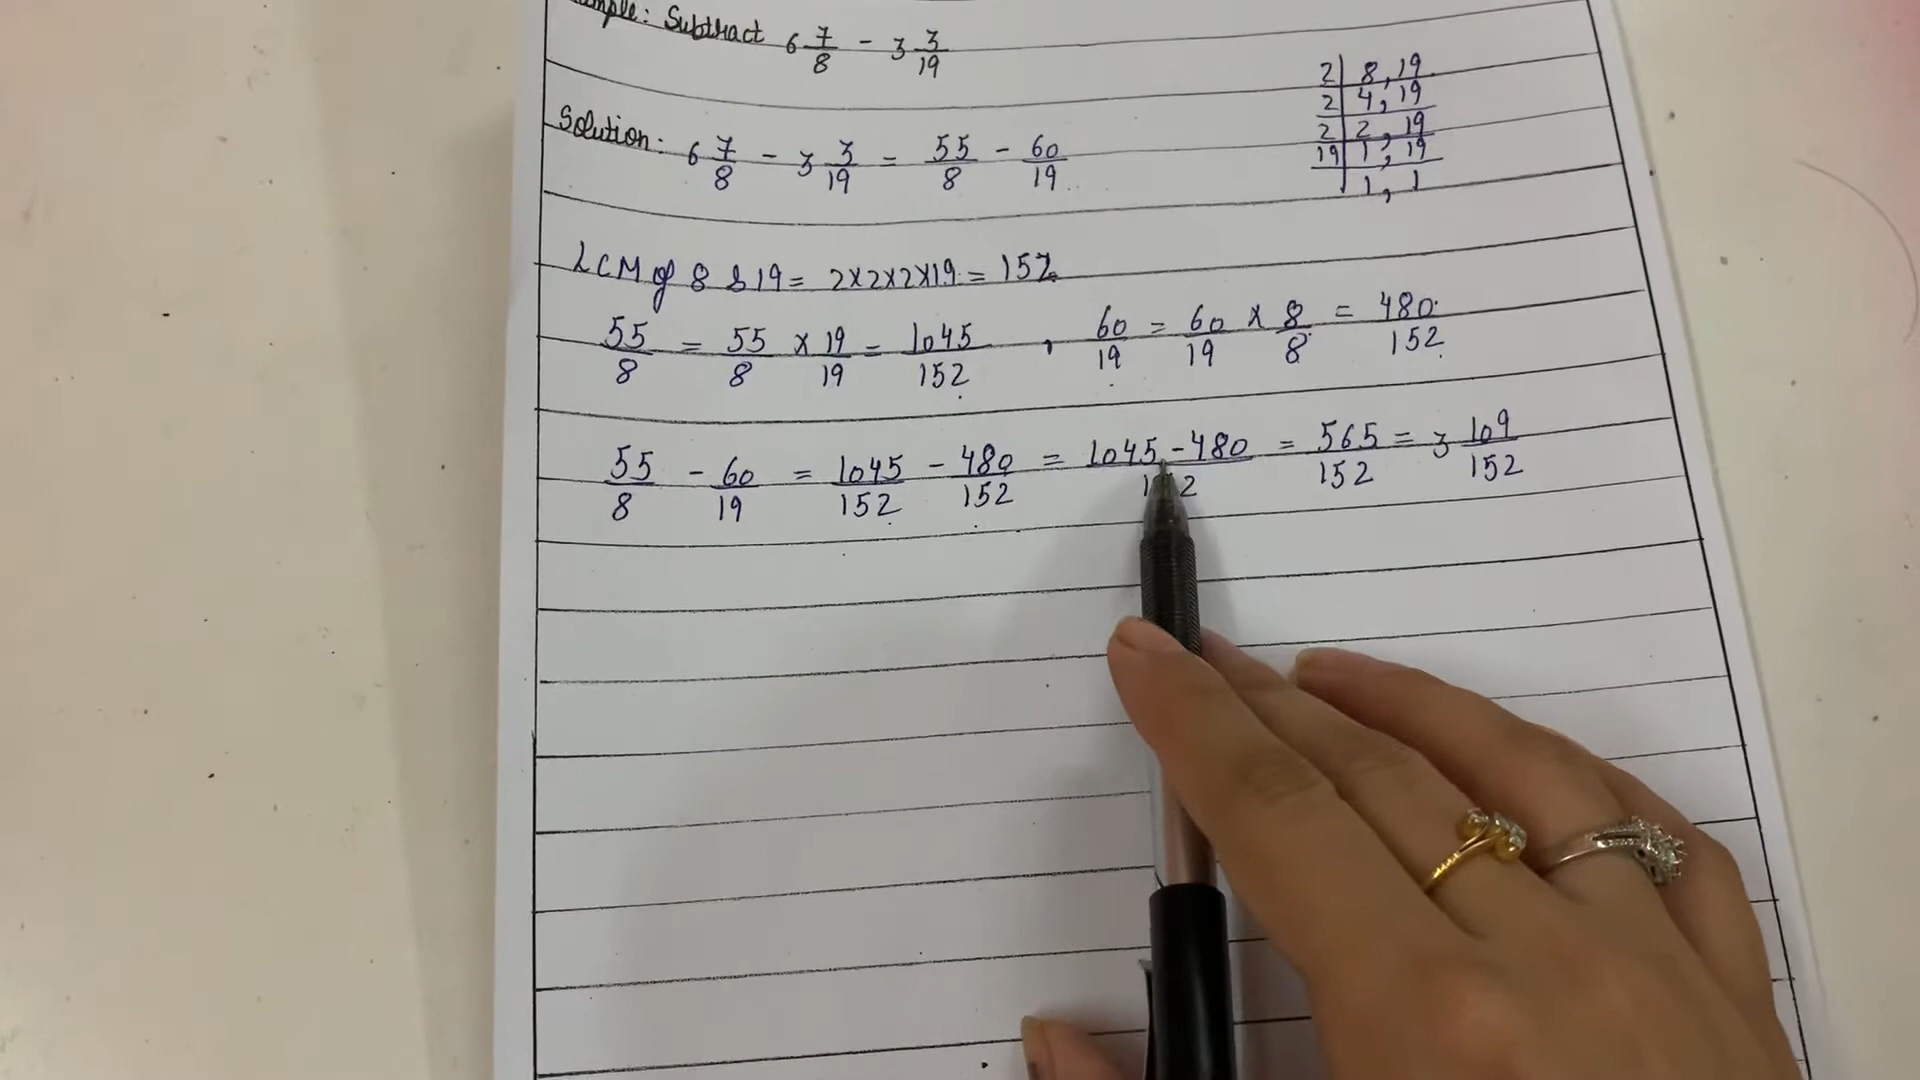 mple: Subtract 6 7/8 - 3 3/19
Solution: 6 7/8 - 3 3/19 = 55/8 - 60/19
2 | 8, 19
2 | 4, 19
2 | 2, 19
19 | 1, 19
| 1, 1
LCM of 8 & 19 = 2×2×2×19 = 152
55/8 = 55/8 × 19/19 = 1045/152 , 60/19 = 60/19 × 8/8 = 480/152
55/8 - 60/19 = 1045/152 - 480/152 = 1045-480/152 = 565/152 = 3 109/152